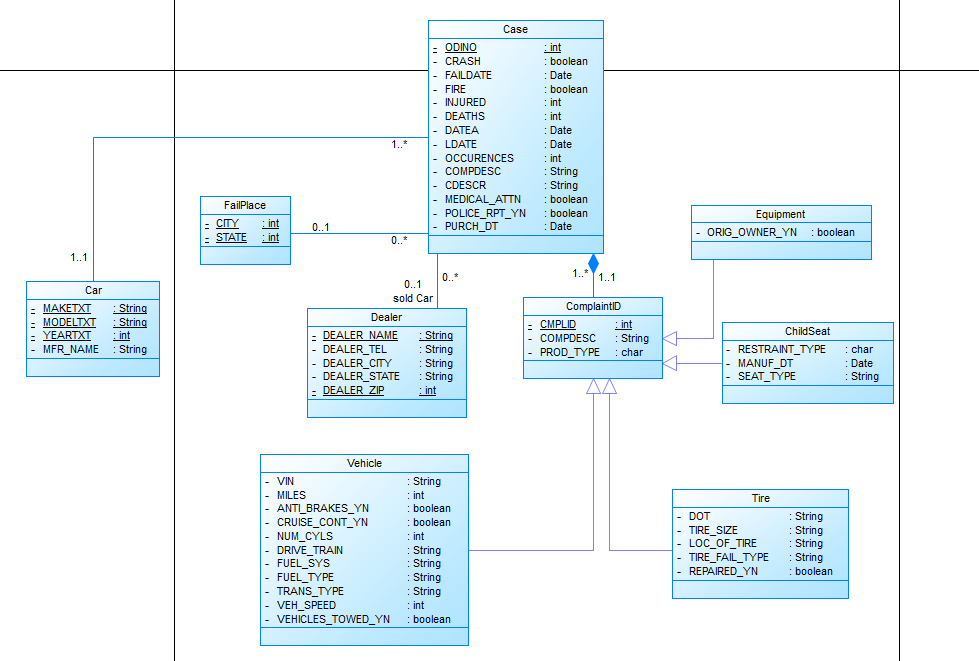 Case
- ODINO : int
- CRASH : boolean
- FAILDATE : Date
- FIRE : boolean
- INJURED : int
- DEATHS : int
- DATEA : Date
- LDATE : Date
- OCCURENCES : int
- COMPDESC : String
- CDESCR : String
- MEDICAL_ATTN : boolean
- POLICE_RPT_YN : boolean
- PURCH_DT : Date
1..*
1..1
FailPlace
- CITY : int
- STATE : int
0..1
0..*
Car
- MAKETXT : String
- MODELTXT : String
- YEARTXT : int
- MFR_NAME : String
0..*
0..1
sold Car
Dealer
- DEALER_NAME : String
- DEALER_TEL : String
- DEALER_CITY : String
- DEALER_STATE : String
- DEALER_ZIP : int
1..*
1..1
ComplaintID
- CMPLID : int
- COMPDESC : String
- PROD_TYPE : char
Equipment
- ORIG_OWNER_YN : boolean
ChildSeat
- RESTRAINT_TYPE : char
- MANUF_DT : Date
- SEAT_TYPE : String
Vehicle
- VIN : String
- MILES : int
- ANTI_BRAKES_YN : boolean
- CRUISE_CONT_YN : boolean
- NUM_CYLS : int
- DRIVE_TRAIN : String
- FUEL_SYS : String
- FUEL_TYPE : String
- TRANS_TYPE : String
- VEH_SPEED : int
- VEHICLES_TOWED_YN : boolean
Tire
- DOT : String
- TIRE_SIZE : String
- LOC_OF_TIRE : String
- TIRE_FAIL_TYPE : String
- REPAIRED_YN : boolean